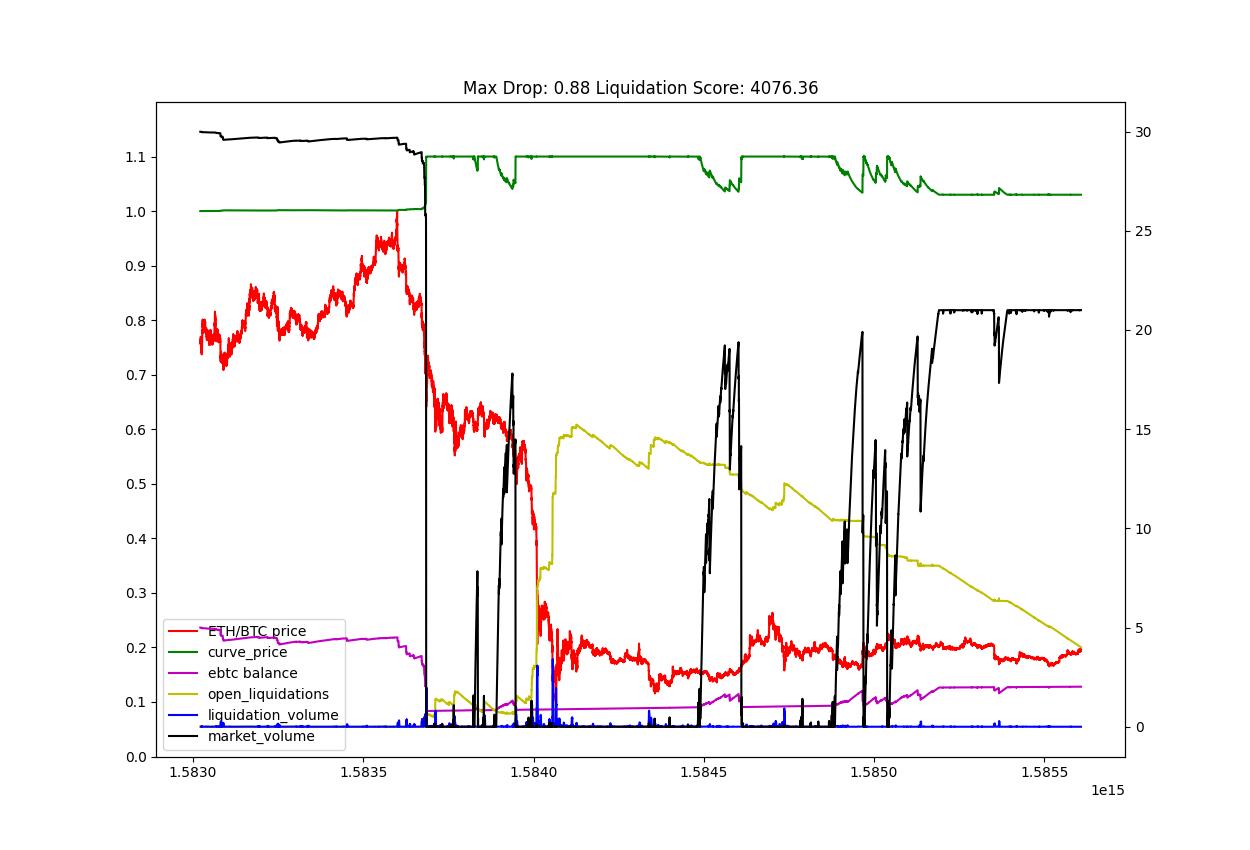 Max Drop: 0.88 Liquidation Score: 4076.36
1.1
1.0
0.9
0.8
0.7
0.6
0.5
0.4
0.3
0.2
0.1
0.0
30
25
20
15
10
5
0
ETH/BTC price
curve_price
ebtc balance
open_liquidations
liquidation_volume
market_volume
1.5830 1.5835 1.5840 1.5845 1.5850 1.5855
1e15